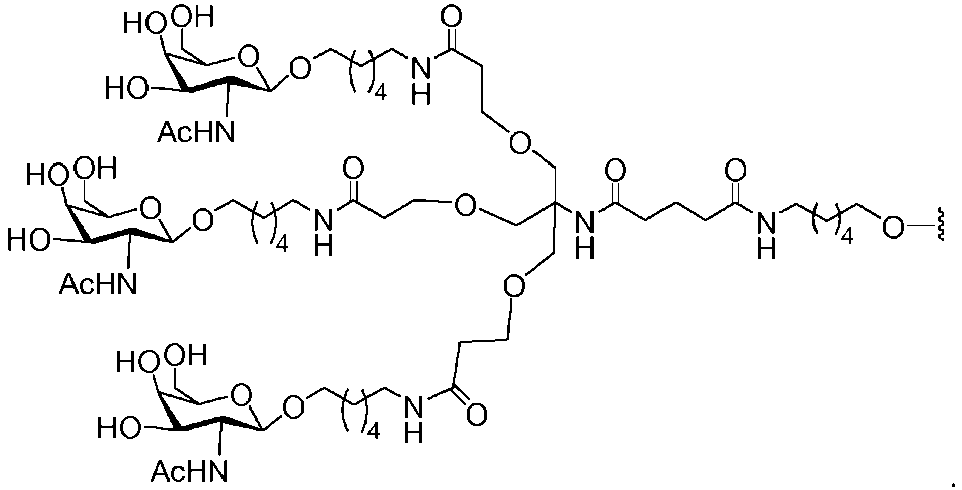 HO OH O
O O 4 N H
HO
AcHN O
HO OH O O O
O O 4 N H O N H N H 4 O
HO
AcHN O
HO OH
O O 4 N H O
HO
AcHN .